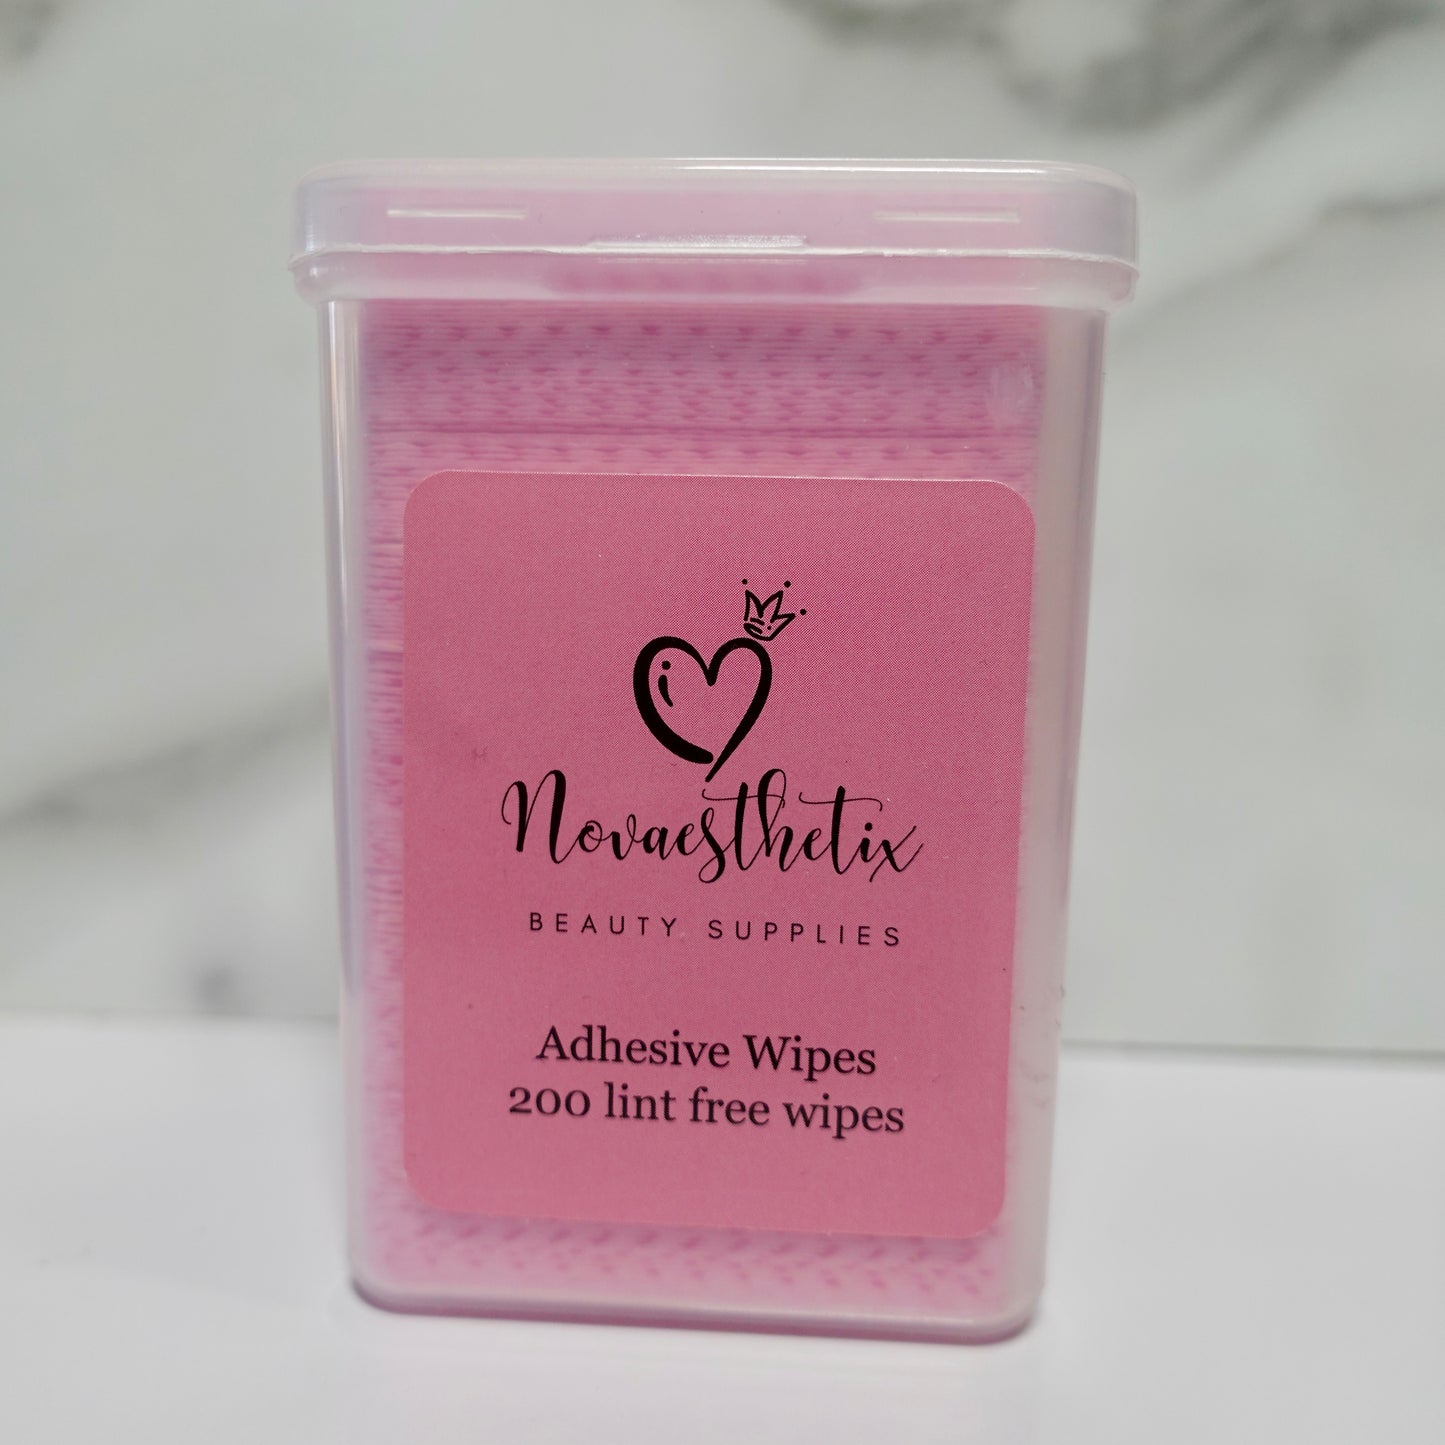 Novaesthetix
BEAUTY SUPPLIES
Adhesive Wipes
200 lint free wipes